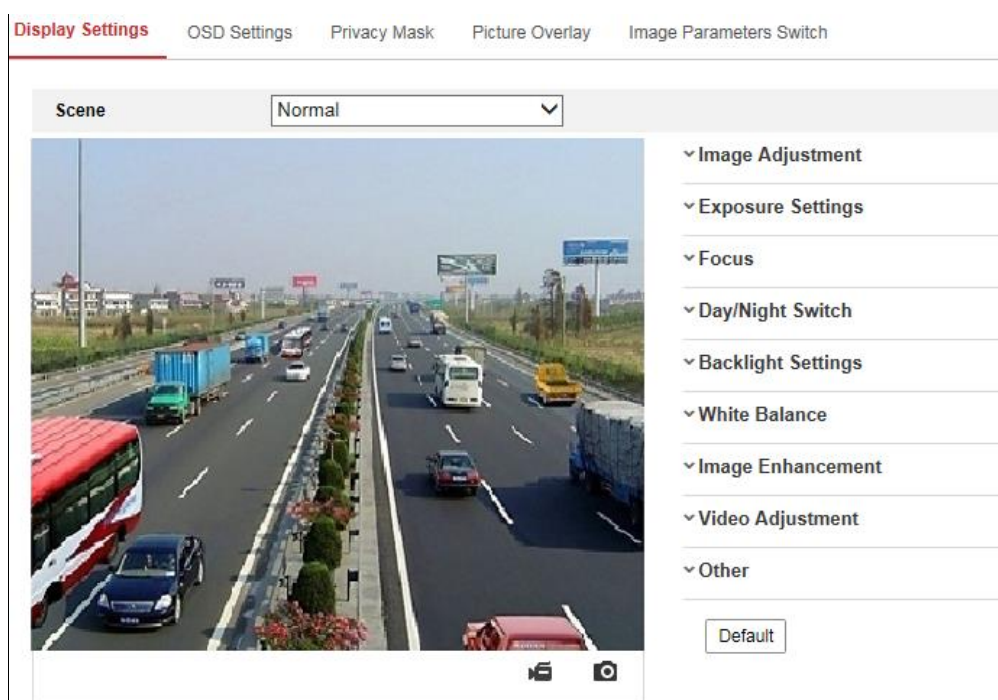 Display Settings OSD Settings Privacy Mask Picture Overlay Image Parameters Switch
Scene Normal
Image Adjustment
Exposure Settings
Focus
Day/Night Switch
Backlight Settings
White Balance
Image Enhancement
Video Adjustment
Other
Default